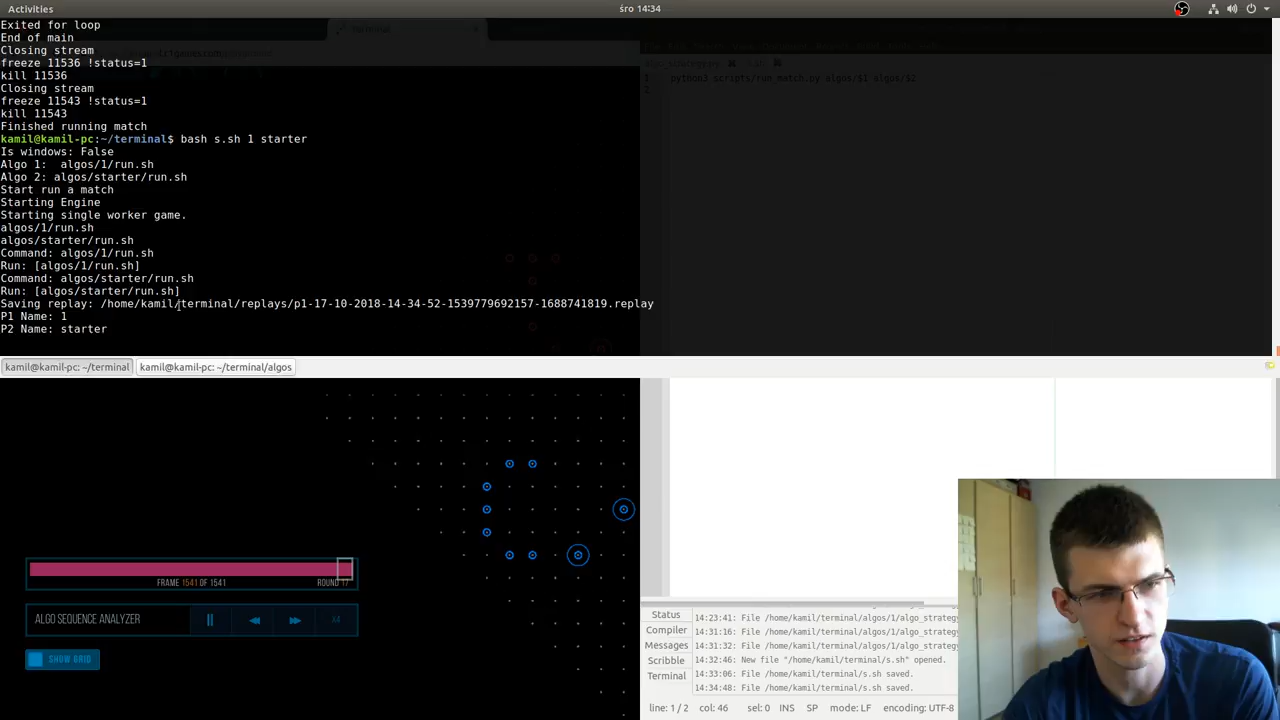 Activities
śro 14:34
Exited for loop
End of main
Closing stream
freeze 11536 !status=1
kill 11536
Closing stream
freeze 11543 !status=1
kill 11543
Finished running match
kamil@kamil-pc:~/terminal$ bash s.sh 1 starter
Is windows: False
Algo 1:  algos/1/run.sh
Algo 2: algos/starter/run.sh
Start run a match
Starting Engine
Starting single worker game.
algos/1/run.sh
algos/starter/run.sh
Command: algos/1/run.sh
Run: [algos/1/run.sh]
Command: algos/starter/run.sh
Run: [algos/starter/run.sh]
Saving replay: /home/kamil/terminal/replays/p1-17-10-2018-14-34-52-1539779692157-1688741819.replay
P1 Name: 1
P2 Name: starter
1 python3 scripts/run_match.py algos/$1 algos/$2
2
kamil@kamil-pc: ~/terminal
kamil@kamil-pc: ~/terminal/algos
FRAME 1541 OF 1541
ROUND 17
ALGO SEQUENCE ANALYZER
X4
SHOW GRID
Status
Compiler
Messages
Scribble
Terminal
14:23:41: File /home/kamil/terminal/algos/1/algo_strategy
14:31:16: File /home/kamil/terminal/algos/1/algo_strategy
14:31:32: File /home/kamil/terminal/algos/1/algo_strategy
14:32:46: New file "/home/kamil/terminal/s.sh" opened.
14:33:06: File /home/kamil/terminal/s.sh saved.
14:34:48: File /home/kamil/terminal/s.sh saved.
line: 1 / 2
col: 46
sel: 0
INS
SP
mode: LF
encoding: UTF-8